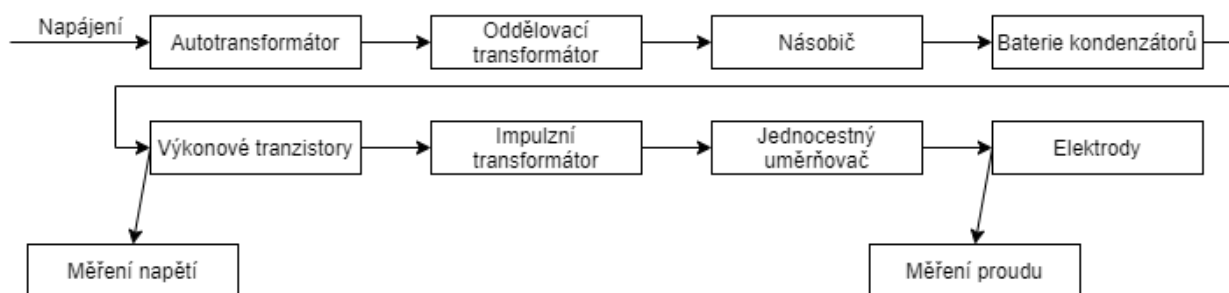 Napájení
Autotransformátor
Oddělovací
transformátor
Násobič
Baterie kondenzátorů
Výkonové tranzistory
Impulzní
transformátor
Jednocestný
uměrňovač
Elektrody
Měření napětí
Měření proudu